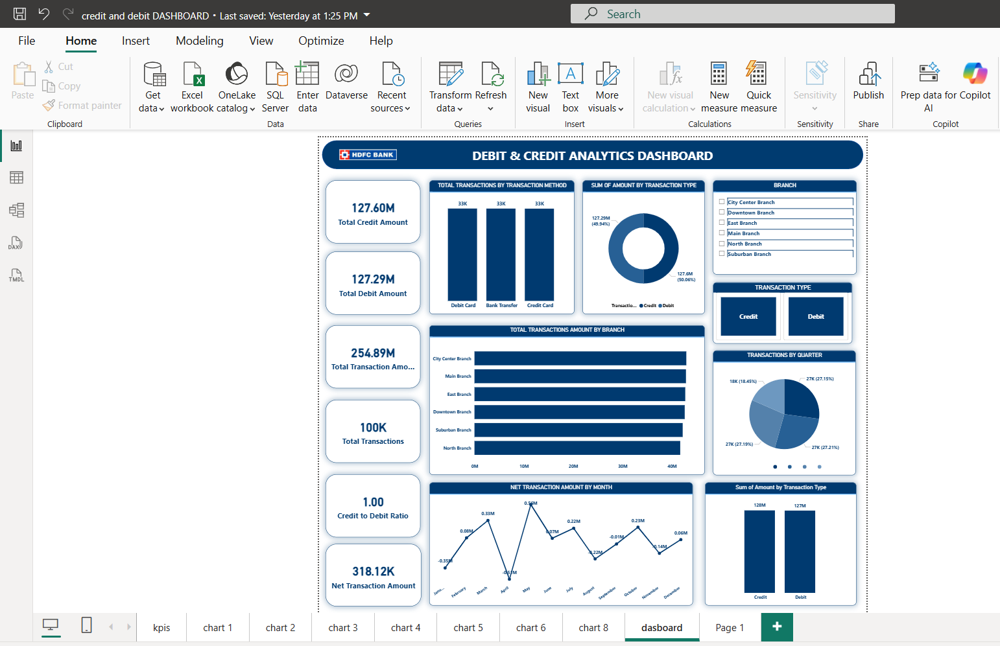 credit and debit DASHBOARD • Last saved: Yesterday at 1:25 PM
Search
File Home Insert Modeling View Optimize Help
Paste
Cut
Copy
Format painter
Clipboard
Get data
Excel workbook
OneLake catalog
SQL Server
Enter data
Dataverse
Recent sources
Data
Transform data
Refresh
Queries
New visual
Text box
More visuals
Insert
New visual calculation
New measure
Quick measure
Calculations
Sensitivity
Sensitivity
Publish
Share
Prep data for AI
Copilot
Copilot
DAX
TMDL
HDFC BANK
DEBIT & CREDIT ANALYTICS DASHBOARD
127.60M
Total Credit Amount
127.29M
Total Debit Amount
254.89M
Total Transaction Amo...
100K
Total Transactions
1.00
Credit to Debit Ratio
318.12K
Net Transaction Amount
TOTAL TRANSACTIONS BY TRANSACTION METHOD
33K 33K 33K
Debit Card Bank Transfer Credit Card
SUM OF AMOUNT BY TRANSACTION TYPE
127.29M
(49.94%)
127.6M
(50.06%)
Transactio... Credit Debit
BRANCH
City Center Branch
Downtown Branch
East Branch
Main Branch
North Branch
Suburban Branch
TRANSACTION TYPE
Credit Debit
TOTAL TRANSACTIONS AMOUNT BY BRANCH
City Center Branch
Main Branch
East Branch
Downtown Branch
Suburban Branch
North Branch
0M 10M 20M 30M 40M
TRANSACTIONS BY QUARTER
18K (18.45%)
27K (27.15%)
27K (27.19%)
27K (27.21%)
NET TRANSACTION AMOUNT BY MONTH
-0.35M 0.08M 0.33M -0.51M 0.56M 0.07M 0.22M -0.22M -0.01M 0.23M -0.14M 0.06M
Janu... February March April May June July August September October November December
Sum of Amount by Transaction Type
128M 127M
Credit Debit
kpis chart 1 chart 2 chart 3 chart 4 chart 5 chart 6 chart 8 dasboard Page 1